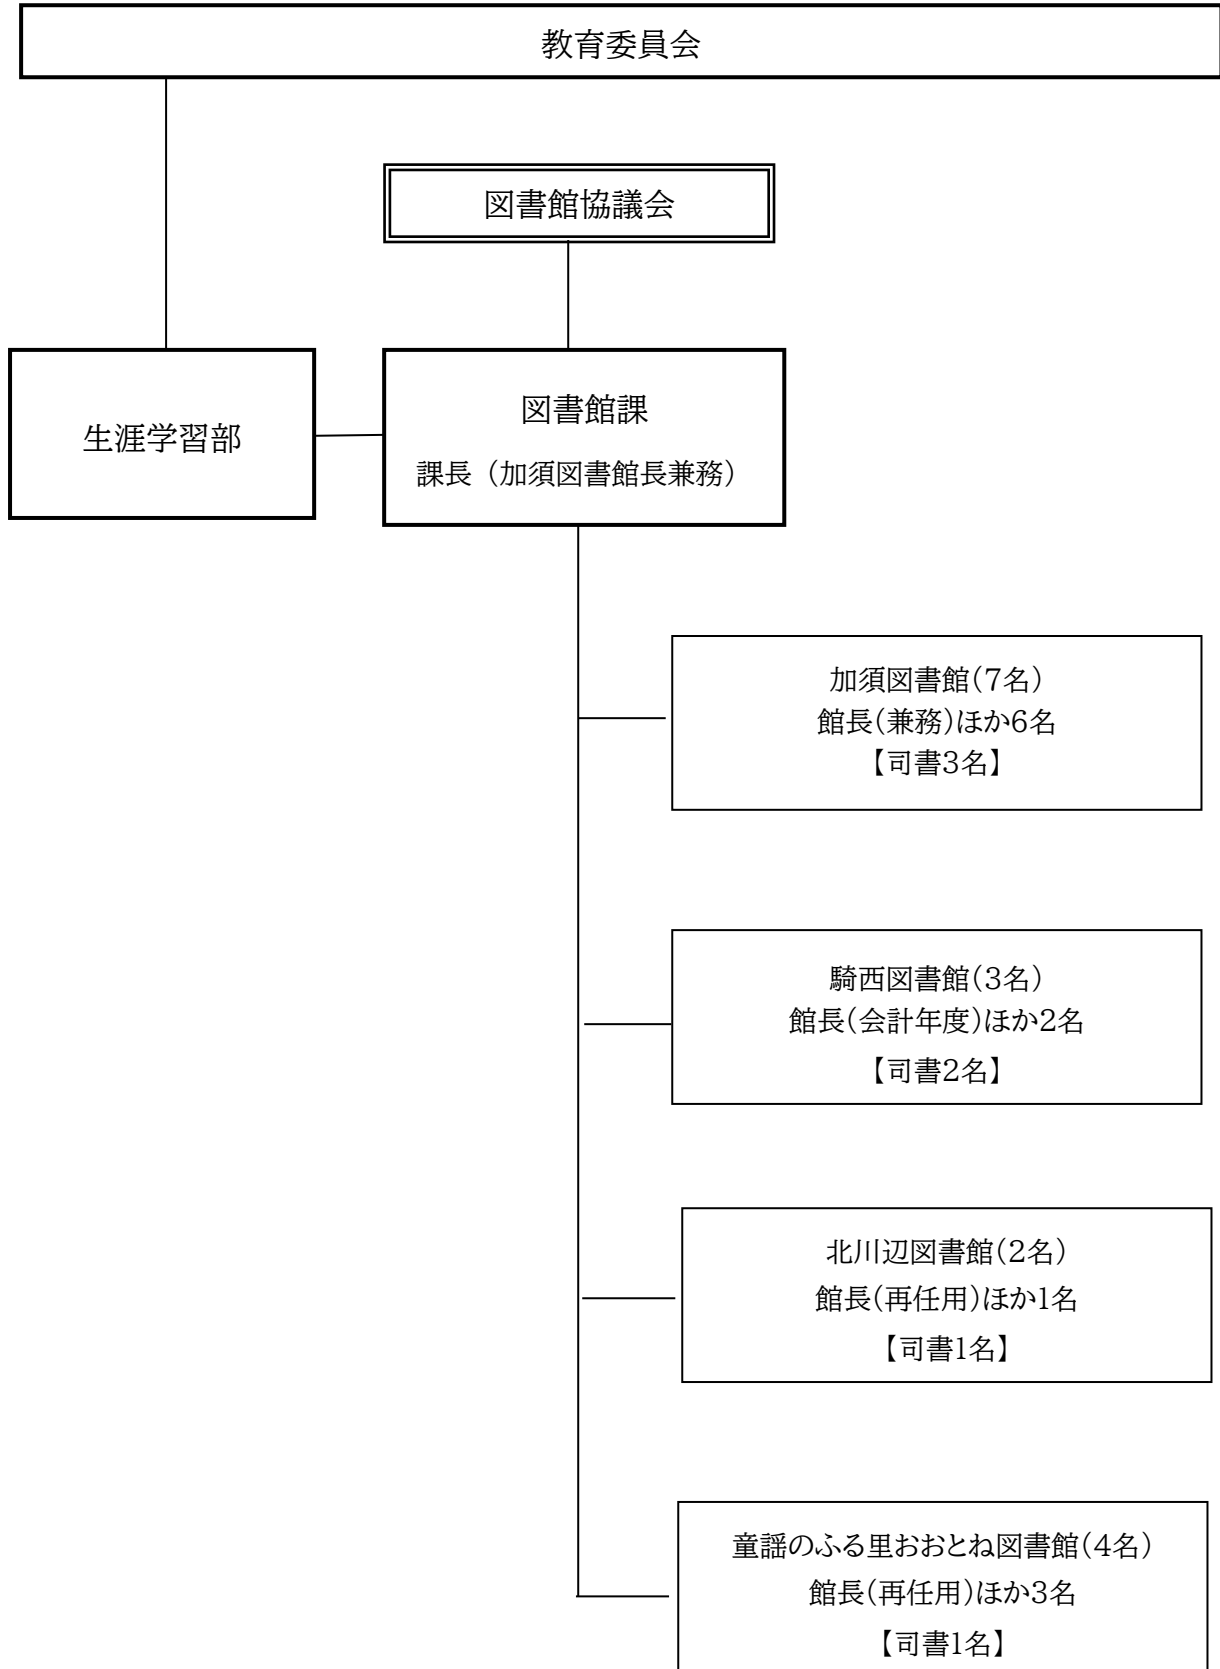 教育委員会
図書館協議会
生涯学習部
図書館課
課長（加須図書館長兼務）
加須図書館（7名）
館長（兼務）ほか6名
【司書3名】
騎西図書館（3名）
館長（会計年度）ほか2名
【司書2名】
北川辺図書館（2名）
館長（再任用）ほか1名
【司書1名】
童謡のふる里おおとね図書館（4名）
館長（再任用）ほか3名
【司書1名】